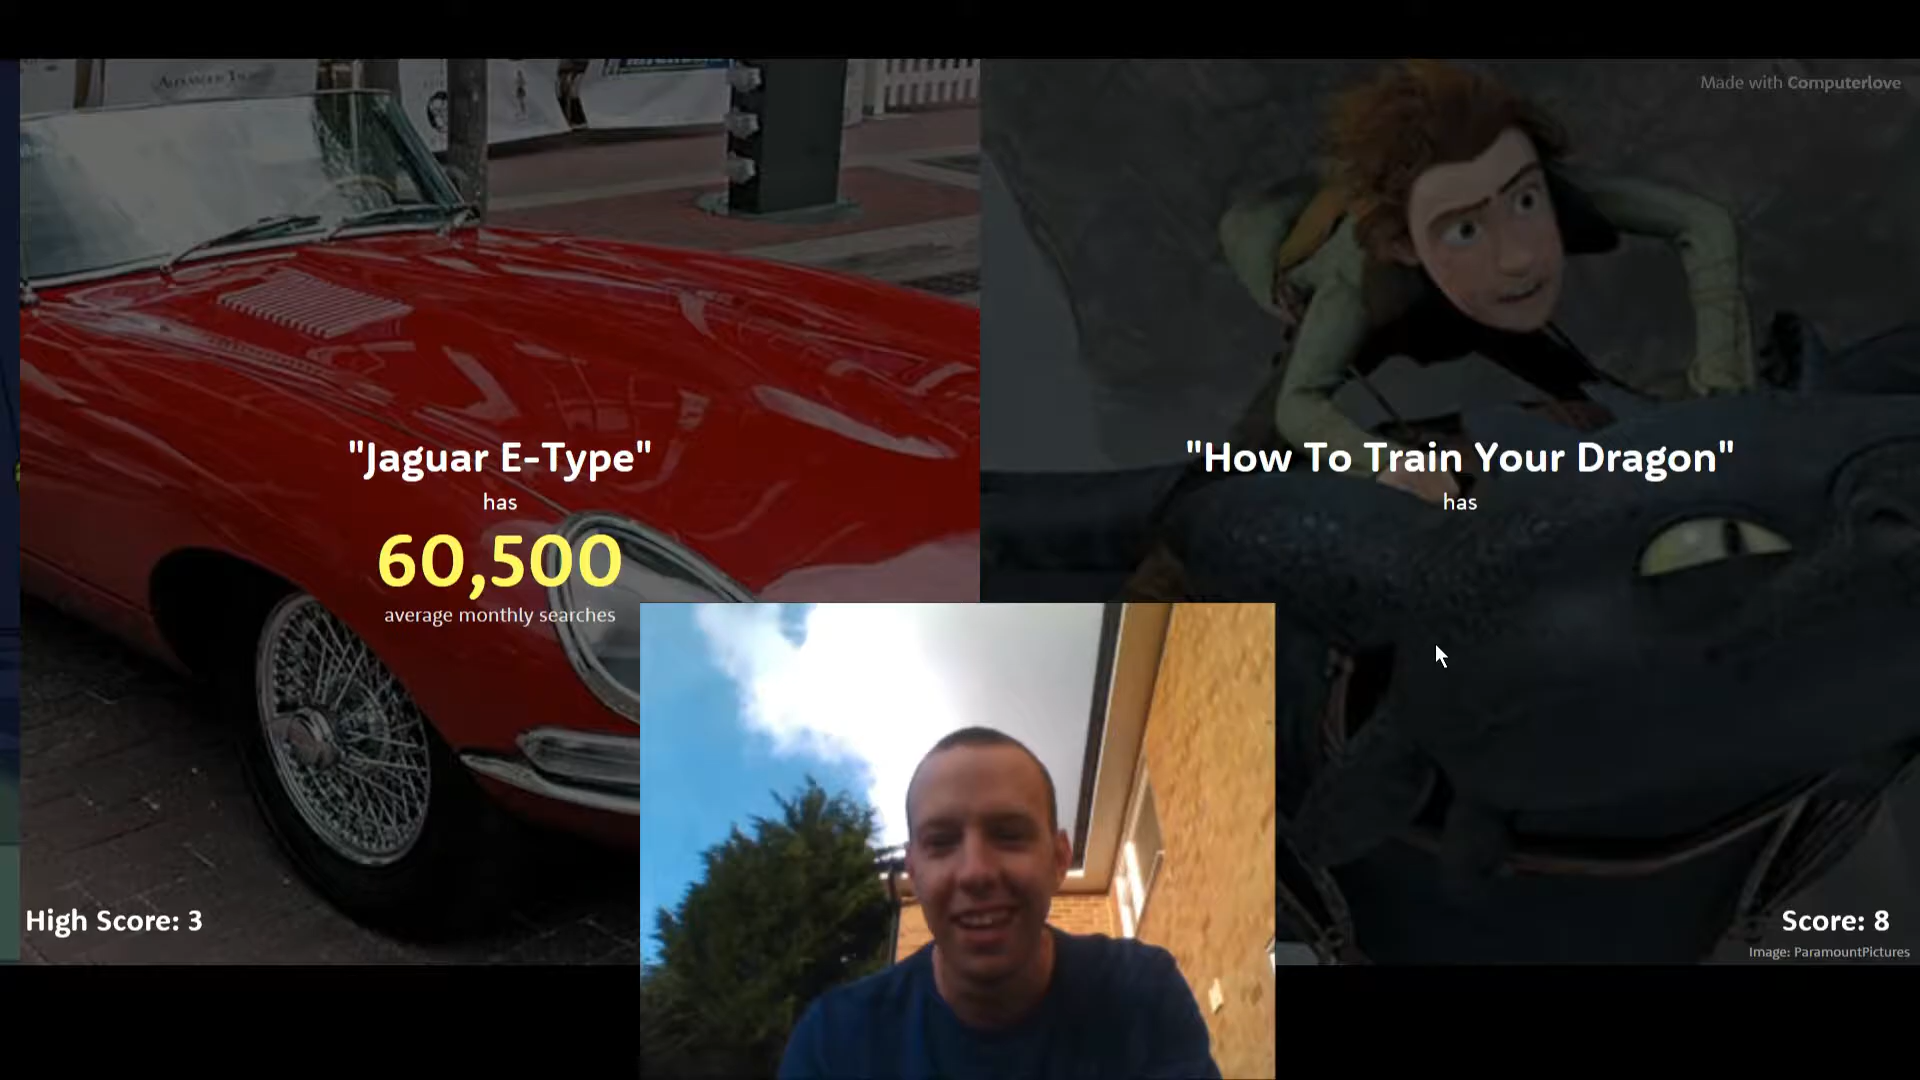 Made with Computerlove
"Jaguar E-Type"
has
60,500
average monthly searches
"How To Train Your Dragon"
has
High Score: 3
Score: 8
Image: ParamountPictures